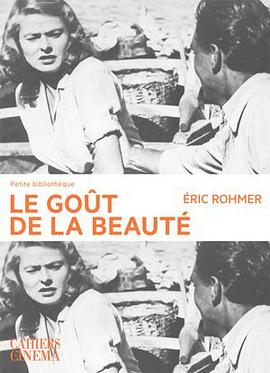 Petite bibliothèque
LE GOÛT ÉRIC ROHMER
DE LA BEAUTÉ
CAHIERS
CINEMA